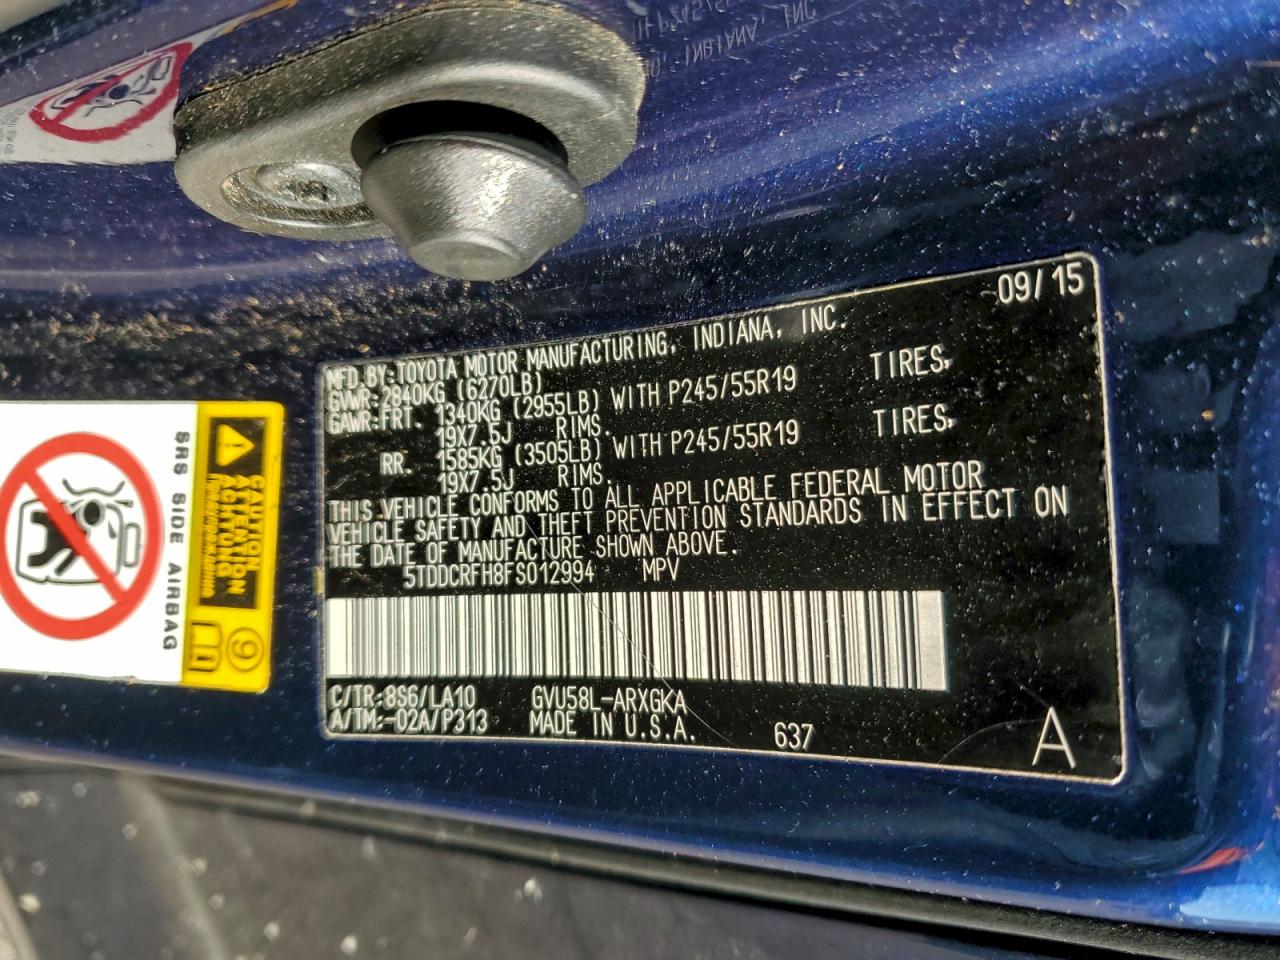 09/15
MFD.BY:TOYOTA MOTOR MANUFACTURING, INDIANA, INC.
GVWR:2840KG (6270LB)
GAWR:FRT. 1340KG (2955LB) WITH P245/55R19 TIRES,
19X7.5J RIMS.
RR. 1585KG (3505LB) WITH P245/55R19 TIRES,
19X7.5J RIMS.
THIS VEHICLE CONFORMS TO ALL APPLICABLE FEDERAL MOTOR
VEHICLE SAFETY AND THEFT PREVENTION STANDARDS IN EFFECT ON
THE DATE OF MANUFACTURE SHOWN ABOVE.
5TDDCRFH8FS012994 MPV
C/TR:8S6/LA10 GVU58L-ARXGKA
A/TM:-02A/P313 MADE IN U.S.A. 637 A
SRS SIDE AIRBAG
CAUTION
ATTENTION
ACHTUNG
9